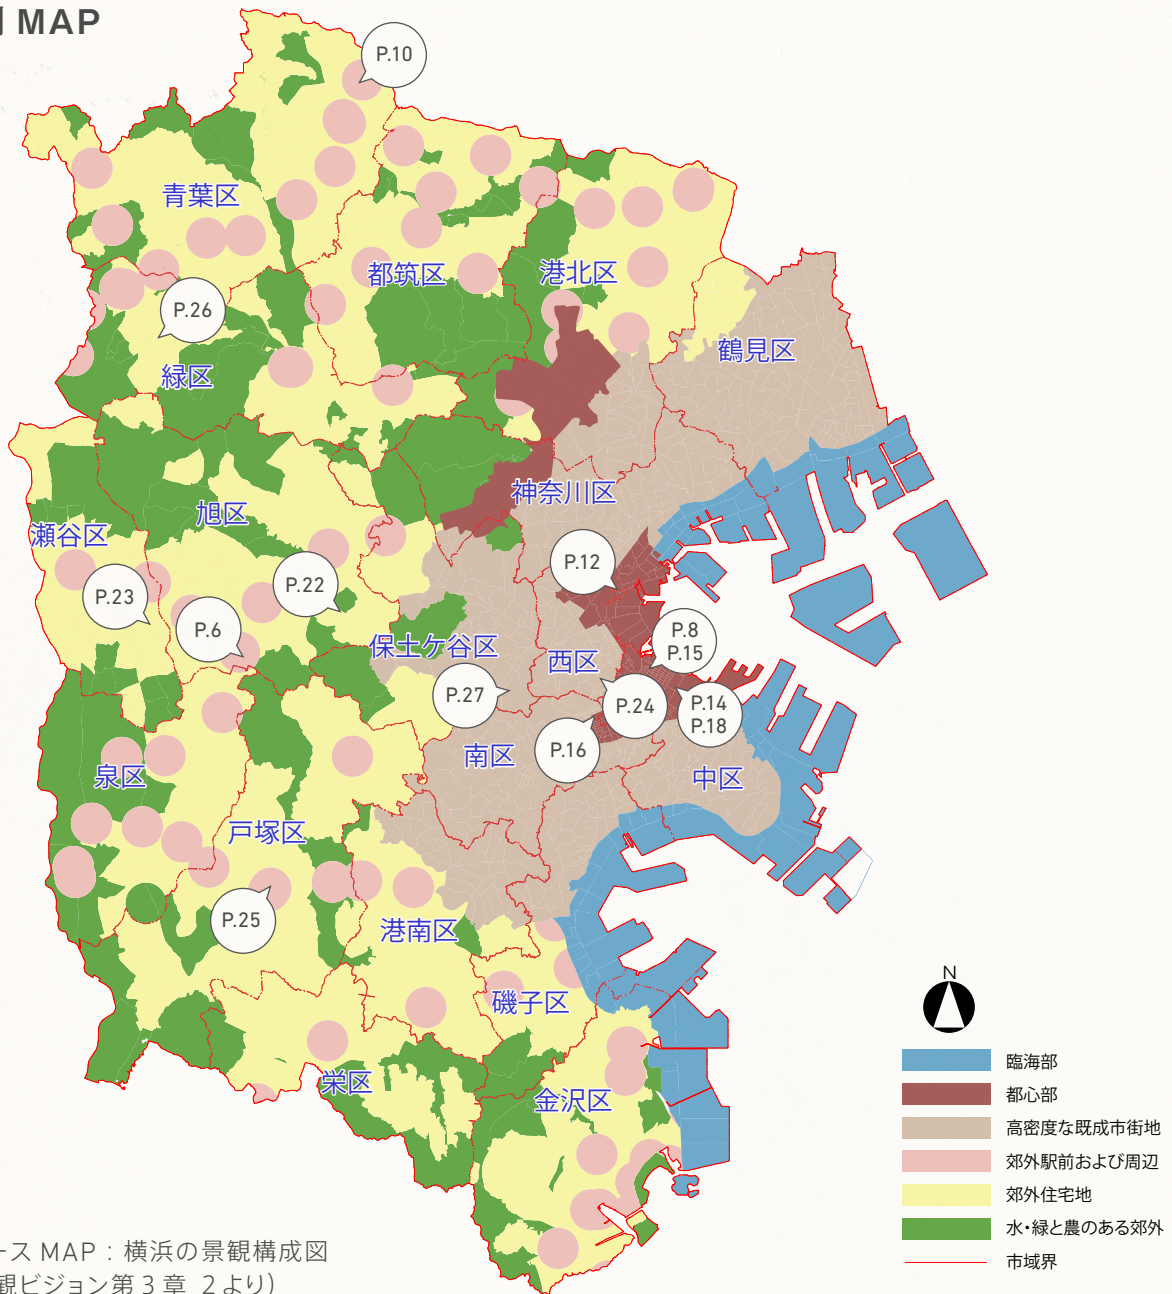 MAP
P.10
青葉区
都筑区
港北区
P.26
鶴見区
緑区
神奈川区
旭区
瀬谷区
P.12
P.22
P.23
P.6
P.8
P.15
保土ケ谷区
西区
P.27
P.24
P.14
P.18
P.16
南区
中区
泉区
戸塚区
P.25
港南区
磯子区
栄区
金沢区
N
臨海部
都心部
高密度な既成市街地
郊外駅前および周辺
郊外住宅地
水・緑と農のある郊外
市域界
ース MAP：横浜の景観構成図
観ビジョン第 3 章 2 より）